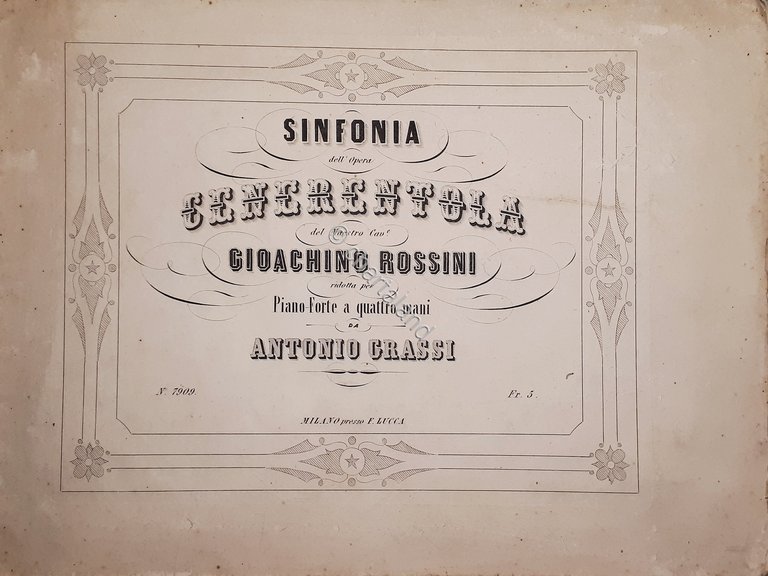 SINFONIA
dell' Opera
CENERENTOLA
del Maestro Cav.º
GIOACHINO ROSSINI
ridotta per
Piano-Forte a quattro mani
DA
ANTONIO GRASSI
N. 7909.
Fr. 5.
MILANO presso F. LUCCA